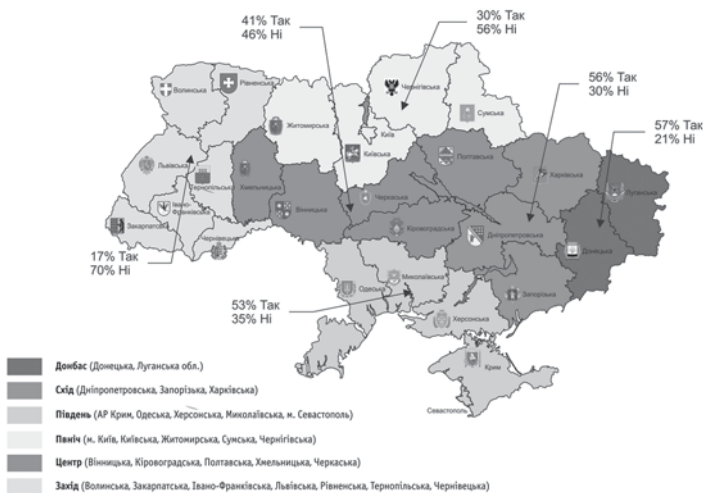 41% Так
46% Ні
30% Так
56% Ні
56% Так
30% Ні
57% Так
21% Ні
17% Так
70% Ні
53% Так
35% Ні
Волинська
Рівненська
Житомирська
Київ
Київська
Чернігівська
Сумська
Львівська
Тернопільська
Хмельницька
Івано-
Франківська
Закарпатська
Чернівецька
Вінницька
Черкаська
Полтавська
Харківська
Луганська
Кіровоградська
Дніпропетровська
Донецька
Запорізька
Одеська
Миколаївська
Херсонська
Крим
Севастополь
Донбас (Донецька, Луганська обл.)
Схід (Дніпропетровська, Запорізька, Харківська)
Південь (АР Крим, Одеська, Херсонська, Миколаївська, м. Севастополь)
Північ (м. Київ, Київська, Житомирська, Сумська, Чернігівська)
Центр (Вінницька, Кіровоградська, Полтавська, Хмельницька, Черкаська)
Захід (Волинська, Закарпатська, Івано-Франківська, Львівська, Рівненська, Тернопільська, Чернівецька)